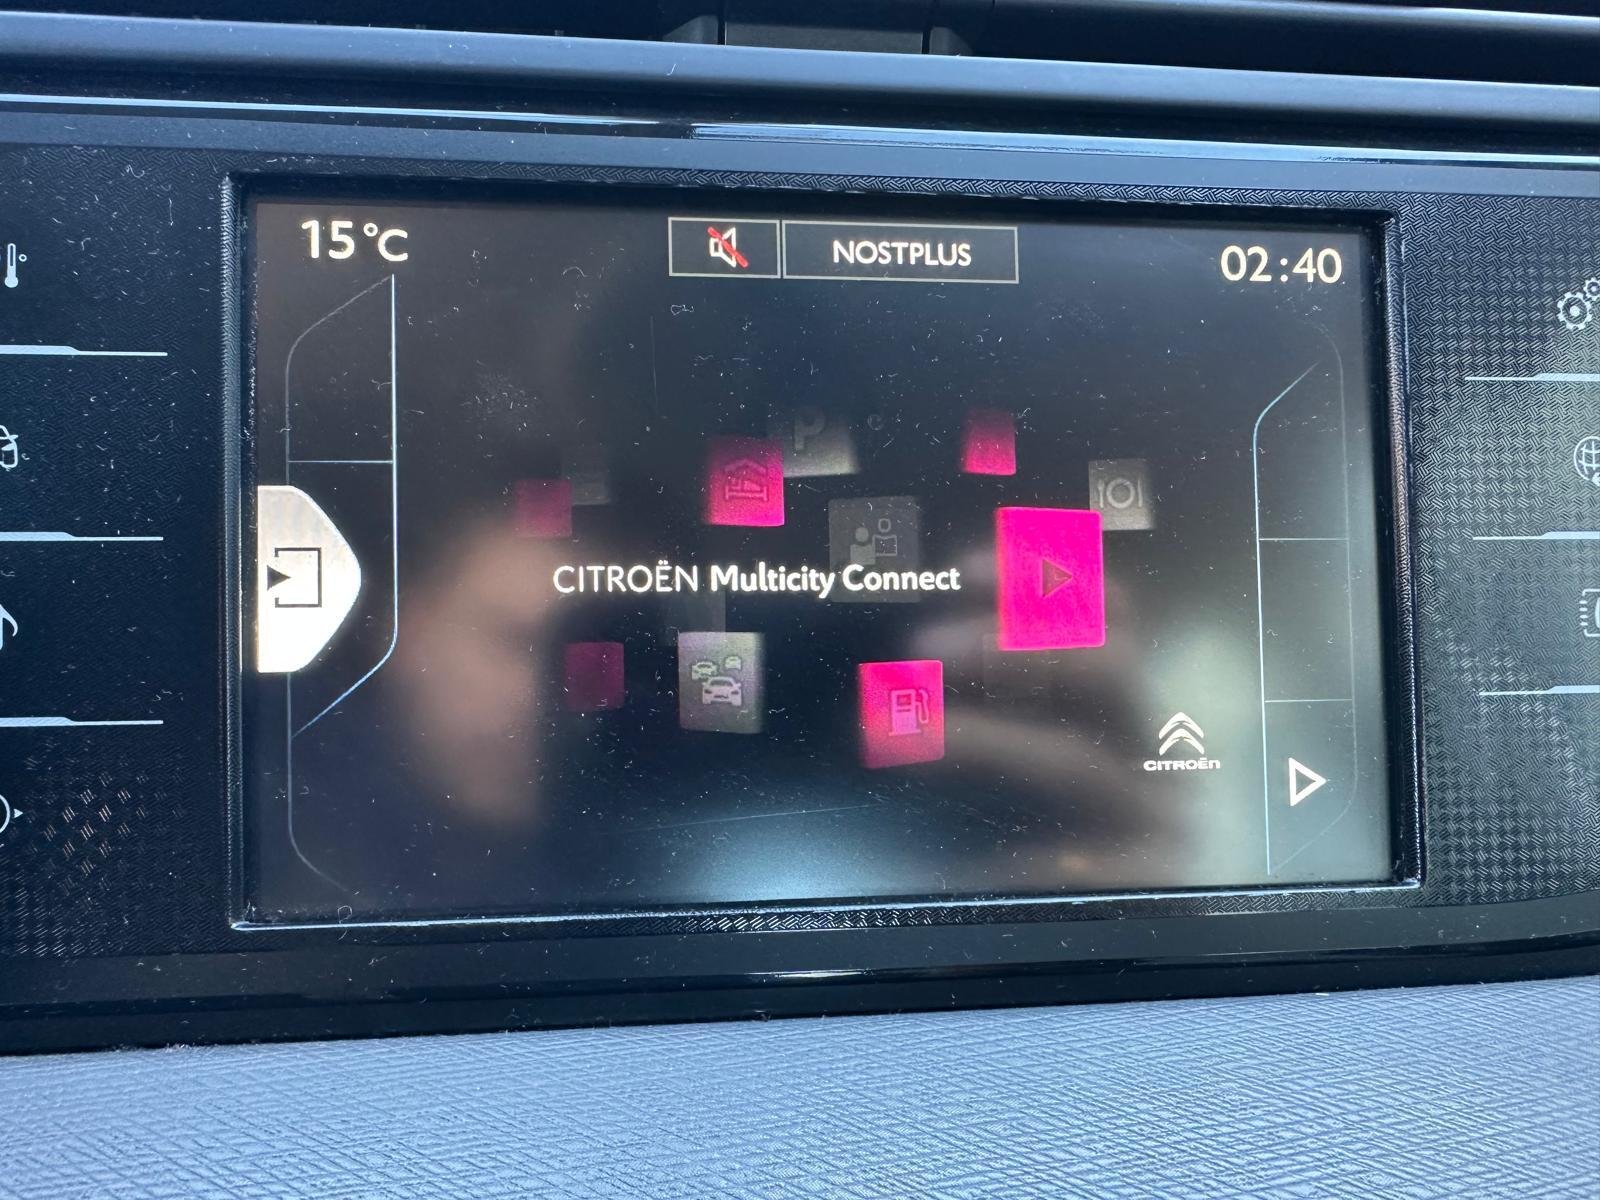 15°C
NOSTPLUS
02:40
P
CITROËN Multicity Connect
CITROËN